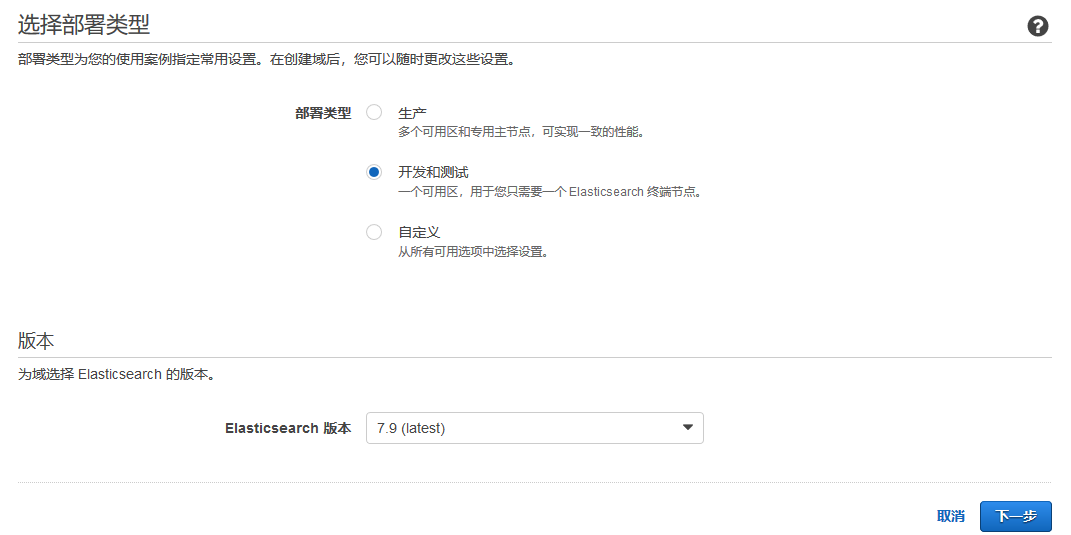 选择部署类型
部署类型为您的使用案例指定常用设置。在创建域后，您可以随时更改这些设置。
部署类型
生产
多个可用区和专用主节点，可实现一致的性能。
开发和测试
一个可用区，用于您只需要一个 Elasticsearch 终端节点。
自定义
从所有可用选项中选择设置。
版本
为域选择 Elasticsearch 的版本。
Elasticsearch 版本 7.9 (latest)
取消 下一步